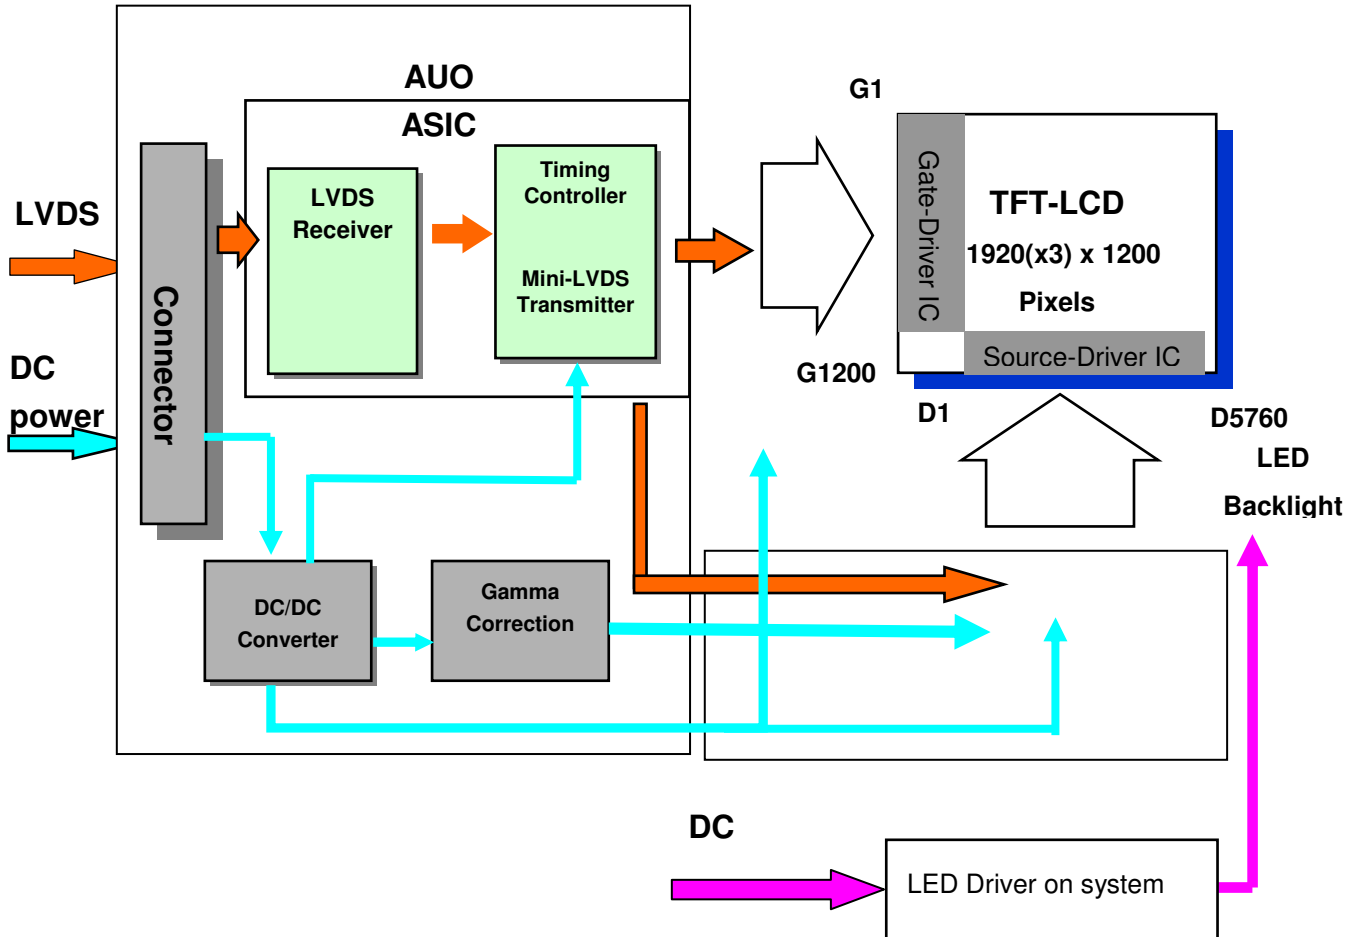 AUO
ASIC
G1
LVDS
Connector
LVDS
Receiver
Timing
Controller
Mini-LVDS
Transmitter
Gate-Driver IC
TFT-LCD
1920(x3) x 1200
Pixels
Source-Driver IC
G1200
DC
power
D1
D5760
LED
Backlight
DC/DC
Converter
Gamma
Correction
DC
LED Driver on system